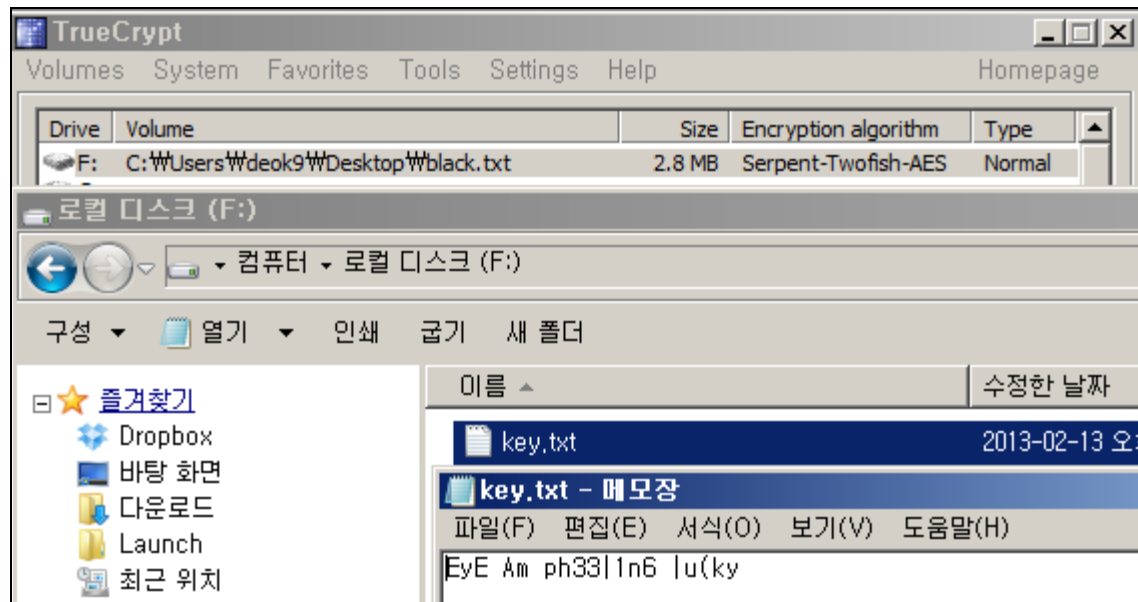 TrueCrypt
Volumes System Favorites Tools Settings Help Homepage
Drive Volume Size Encryption algorithm Type
F: C:₩Users₩deok9₩Desktop₩black.txt 2.8 MB Serpent-Twofish-AES Normal
로컬 디스크 (F:)
컴퓨터 로컬 디스크 (F:)
구성 열기 인쇄 굽기 새 폴더
이름 수정한 날짜
즐겨찾기
Dropbox
바탕 화면
다운로드
Launch
최근 위치
key.txt 2013-02-13
key.txt - 메모장
파일(F) 편집(E) 서식(O) 보기(V) 도움말(H)
EyE Am ph33|1n6 |u(ky